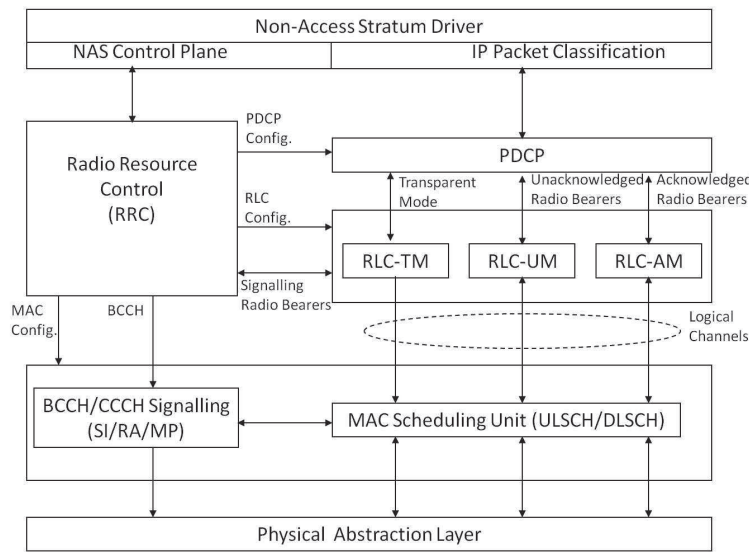 Non-Access Stratum Driver
NAS Control Plane
IP Packet Classification
PDCP
Config.
Radio Resource
Control
(RRC)
PDCP
Transparent
Mode
Unacknowledged
Radio Bearers
Acknowledged
Radio Bearers
RLC
Config.
RLC-TM
RLC-UM
RLC-AM
Signalling
Radio Bearers
MAC
Config.
BCCH
Logical
Channels
BCCH/CCCH Signalling
(SI/RA/MP)
MAC Scheduling Unit (ULSCH/DLSCH)
Physical Abstraction Layer